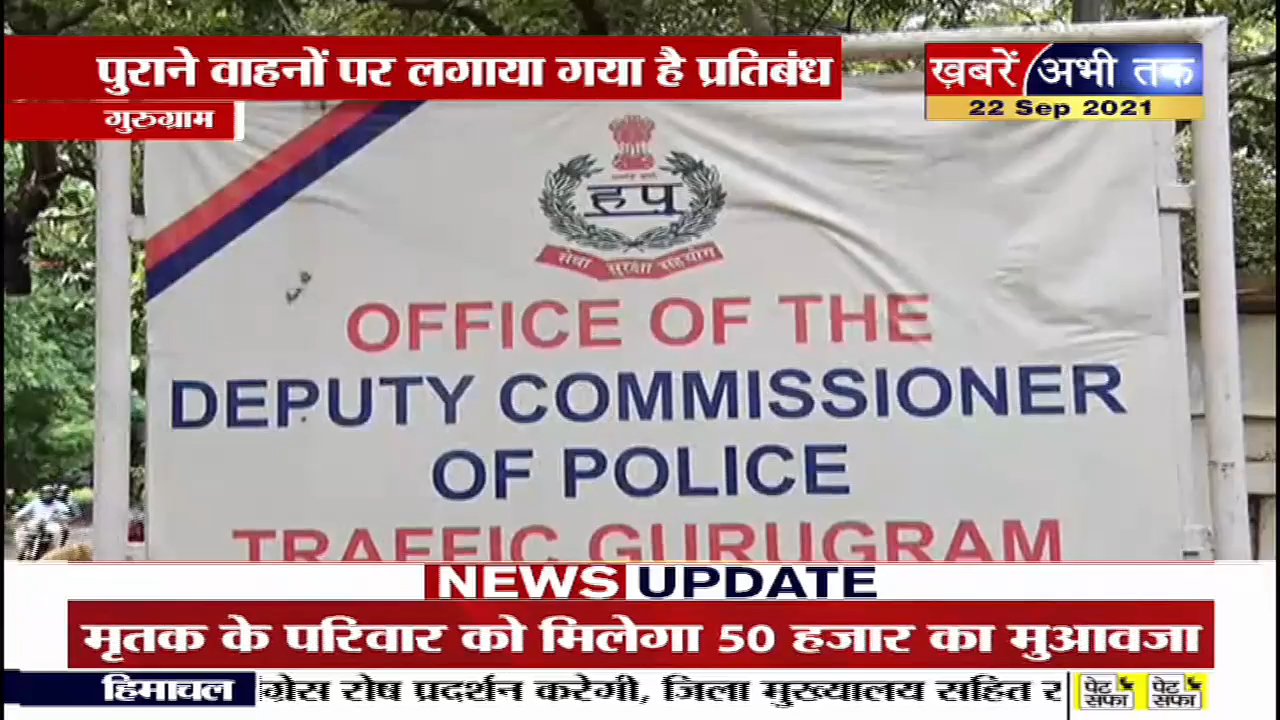 पुराने वाहनों पर लगाया गया है प्रतिबंध
ख़बरें अभी तक
22 Sep 2021
गुरुग्राम
ह पु
सेवा सुरक्षा सहयोग
OFFICE OF THE
DEPUTY COMMISSIONER
OF POLICE
TRAFFIC GURUGRAM
NEWS UPDATE
मृतक के परिवार को मिलेगा 50 हजार का मुआवजा
हिमाचल
रोष प्रदर्शन करेगी, जिला मुख्यालय सहित
पेट सफा पेट सफा